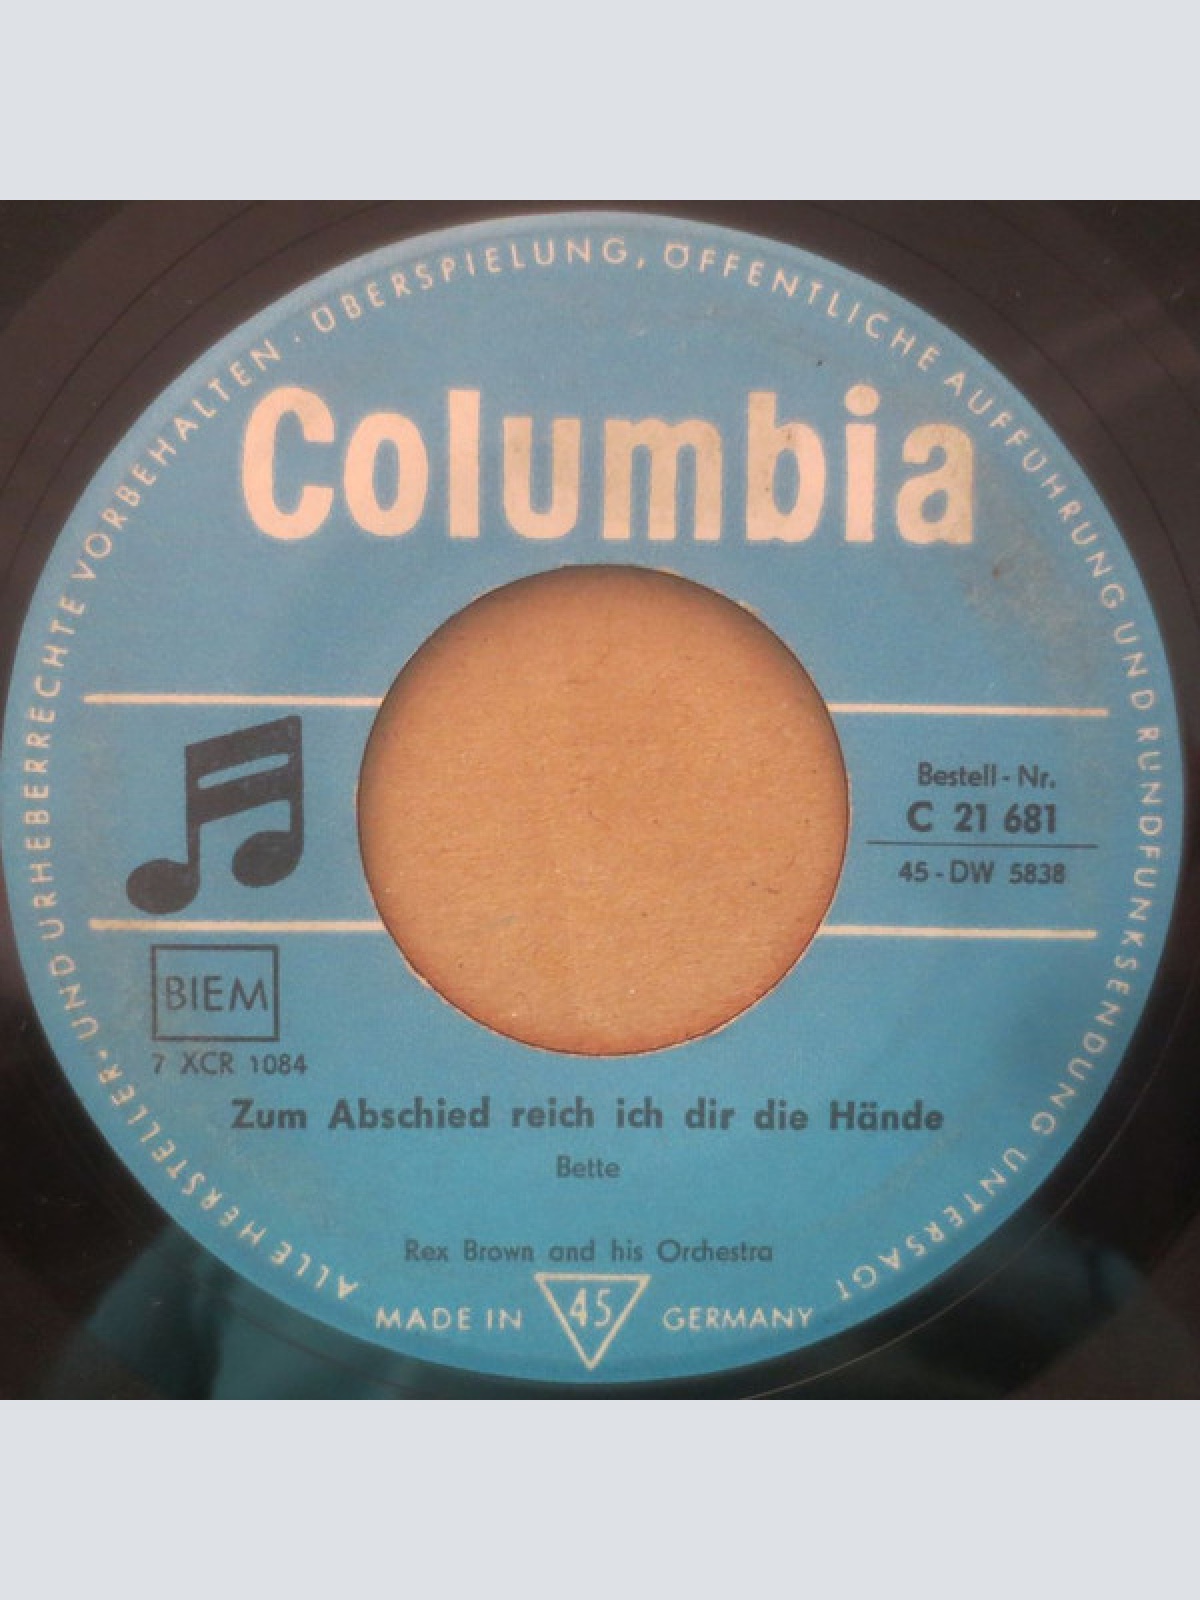 ALLE HERSTELLER- UND URHEBERRECHTE VORBEHALTEN · ÜBERSPIELUNG, ÖFFENTLICHE AUFFÜHRUNG UND RUNDFUNKSENDUNG UNTERSAGT
Columbia
Bestell-Nr.
C 21 681
45-DW 5838
BIEM
7 XCR 1084
Zum Abschied reich ich dir die Hände
Bette
Rex Brown and his Orchestra
MADE IN 45 GERMANY